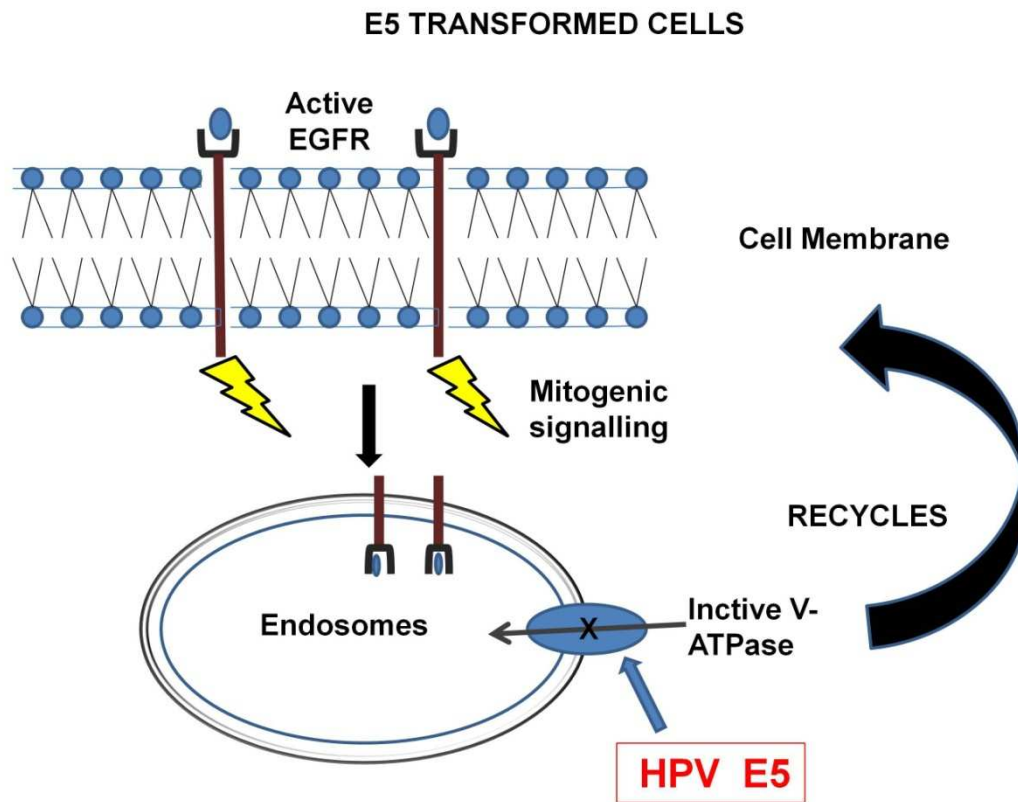 E5 TRANSFORMED CELLS
Active
EGFR
Cell Membrane
Mitogenic
signalling
RECYCLES
Endosomes
X
Inctive V-
ATPase
HPV E5